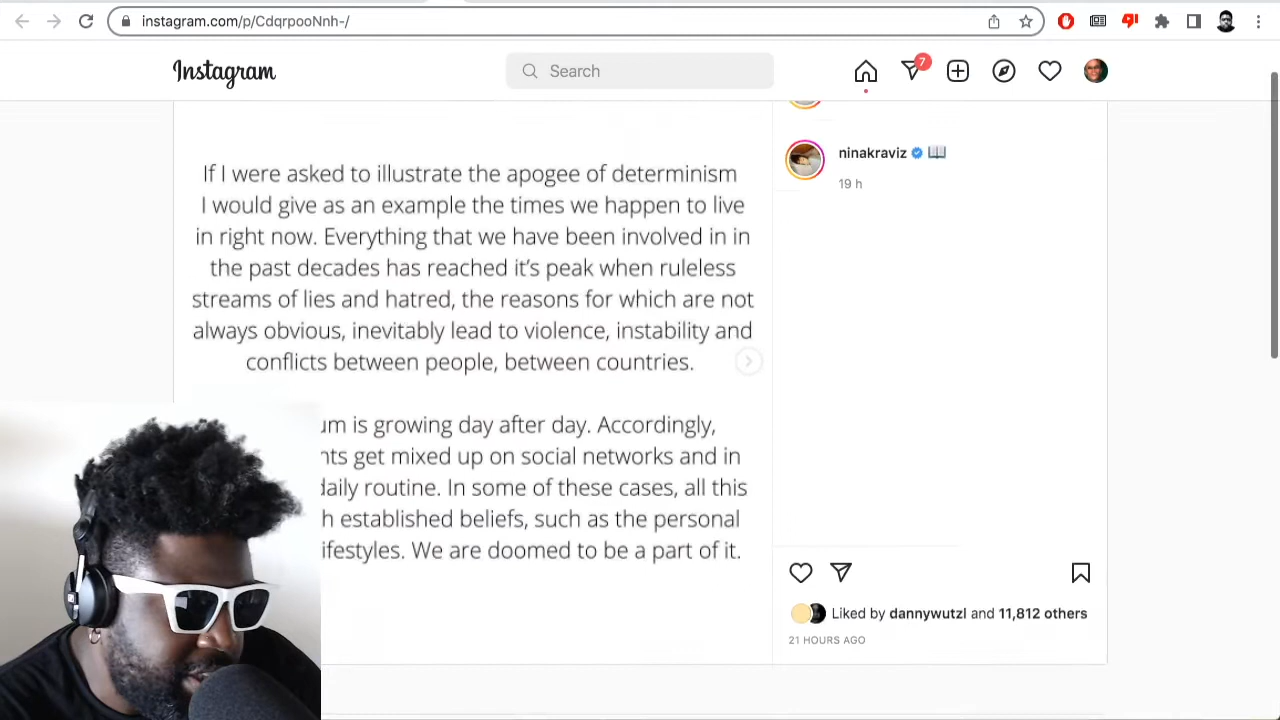 instagram.com/p/CdqrpooNnh-/
Instagram
Search
7
If I were asked to illustrate the apogee of determinism
I would give as an example the times we happen to live
in right now. Everything that we have been involved in in
the past decades has reached it's peak when ruleless
streams of lies and hatred, the reasons for which are not
always obvious, inevitably lead to violence, instability and
conflicts between people, between countries.
is growing day after day. Accordingly,
get mixed up on social networks and in
daily routine. In some of these cases, all this
established beliefs, such as the personal
lifestyles. We are doomed to be a part of it.
ninakraviz
19 h
Liked by dannywutzl and 11,812 others
21 HOURS AGO